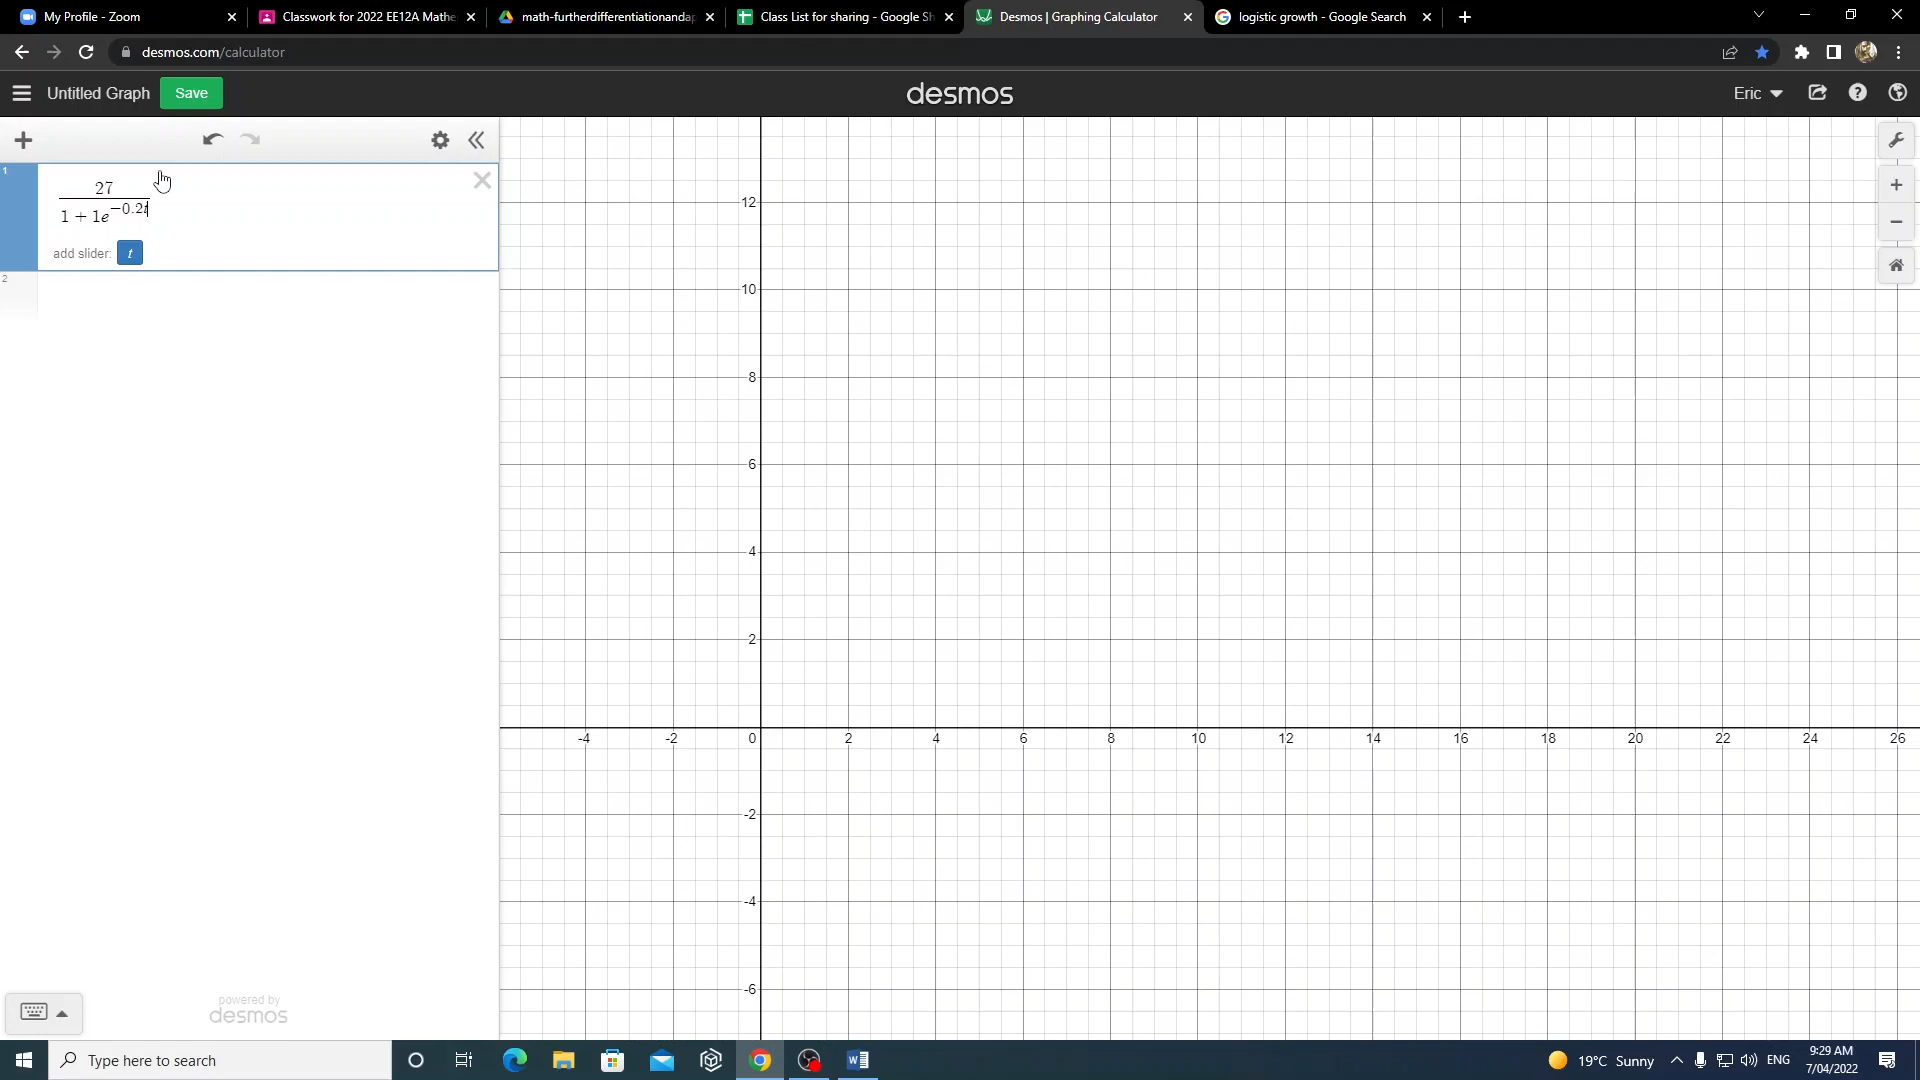 My Profile - Zoom
Classwork for 2022 EE12A Mathe
math-furtherdifferentiationandap
Class List for sharing - Google Sh
Desmos | Graphing Calculator
logistic growth - Google Search
desmos.com/calculator
Untitled Graph
Save
desmos
Eric
1
27
1 + 1e^-0.2t
add slider: t
2
12
10
8
6
4
2
-4 -2 0 2 4 6 8 10 12 14 16 18 20 22 24 26
-2
-4
-6
powered by
desmos
Type here to search
19°C Sunny
ENG
9:29 AM
7/04/2022